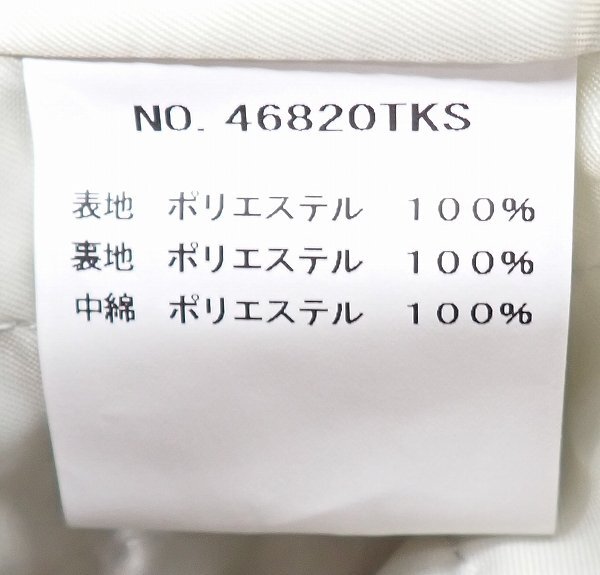 NO. 46820TKS
表地 ポリエステル 100%
裏地 ポリエステル 100%
中綿 ポリエステル 100%